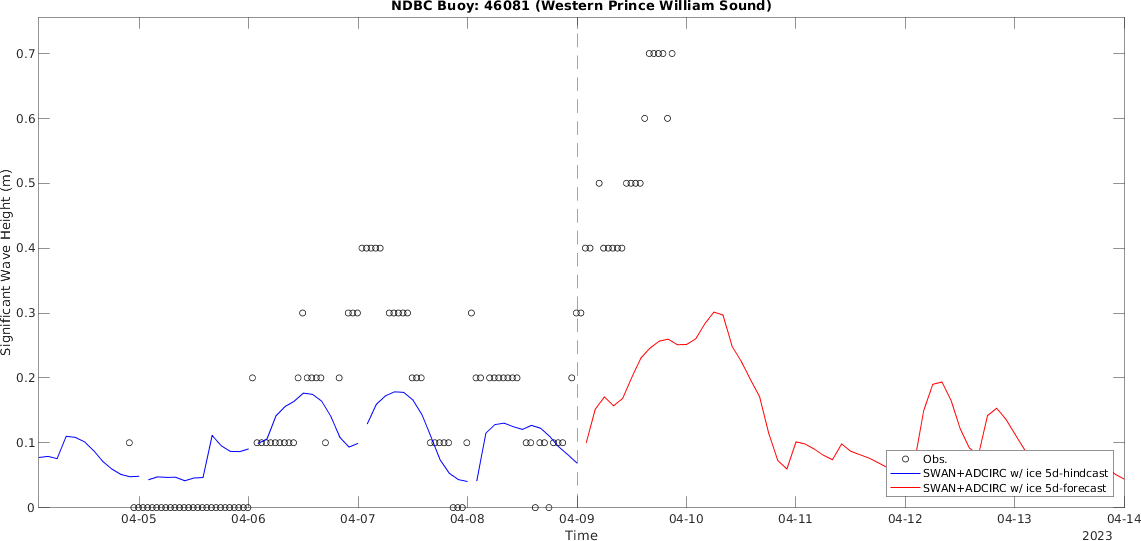 NDBC Buoy: 46081 (Western Prince William Sound)
Significant Wave Height (m)
0.7
0.6
0.5
0.4
0.3
0.2
0.1
0
Obs.
SWAN+ADCIRC w/ ice 5d-hindcast
SWAN+ADCIRC w/ ice 5d-forecast
04-05 04-06 04-07 04-08 04-09 04-10 04-11 04-12 04-13 04-14
Time
2023